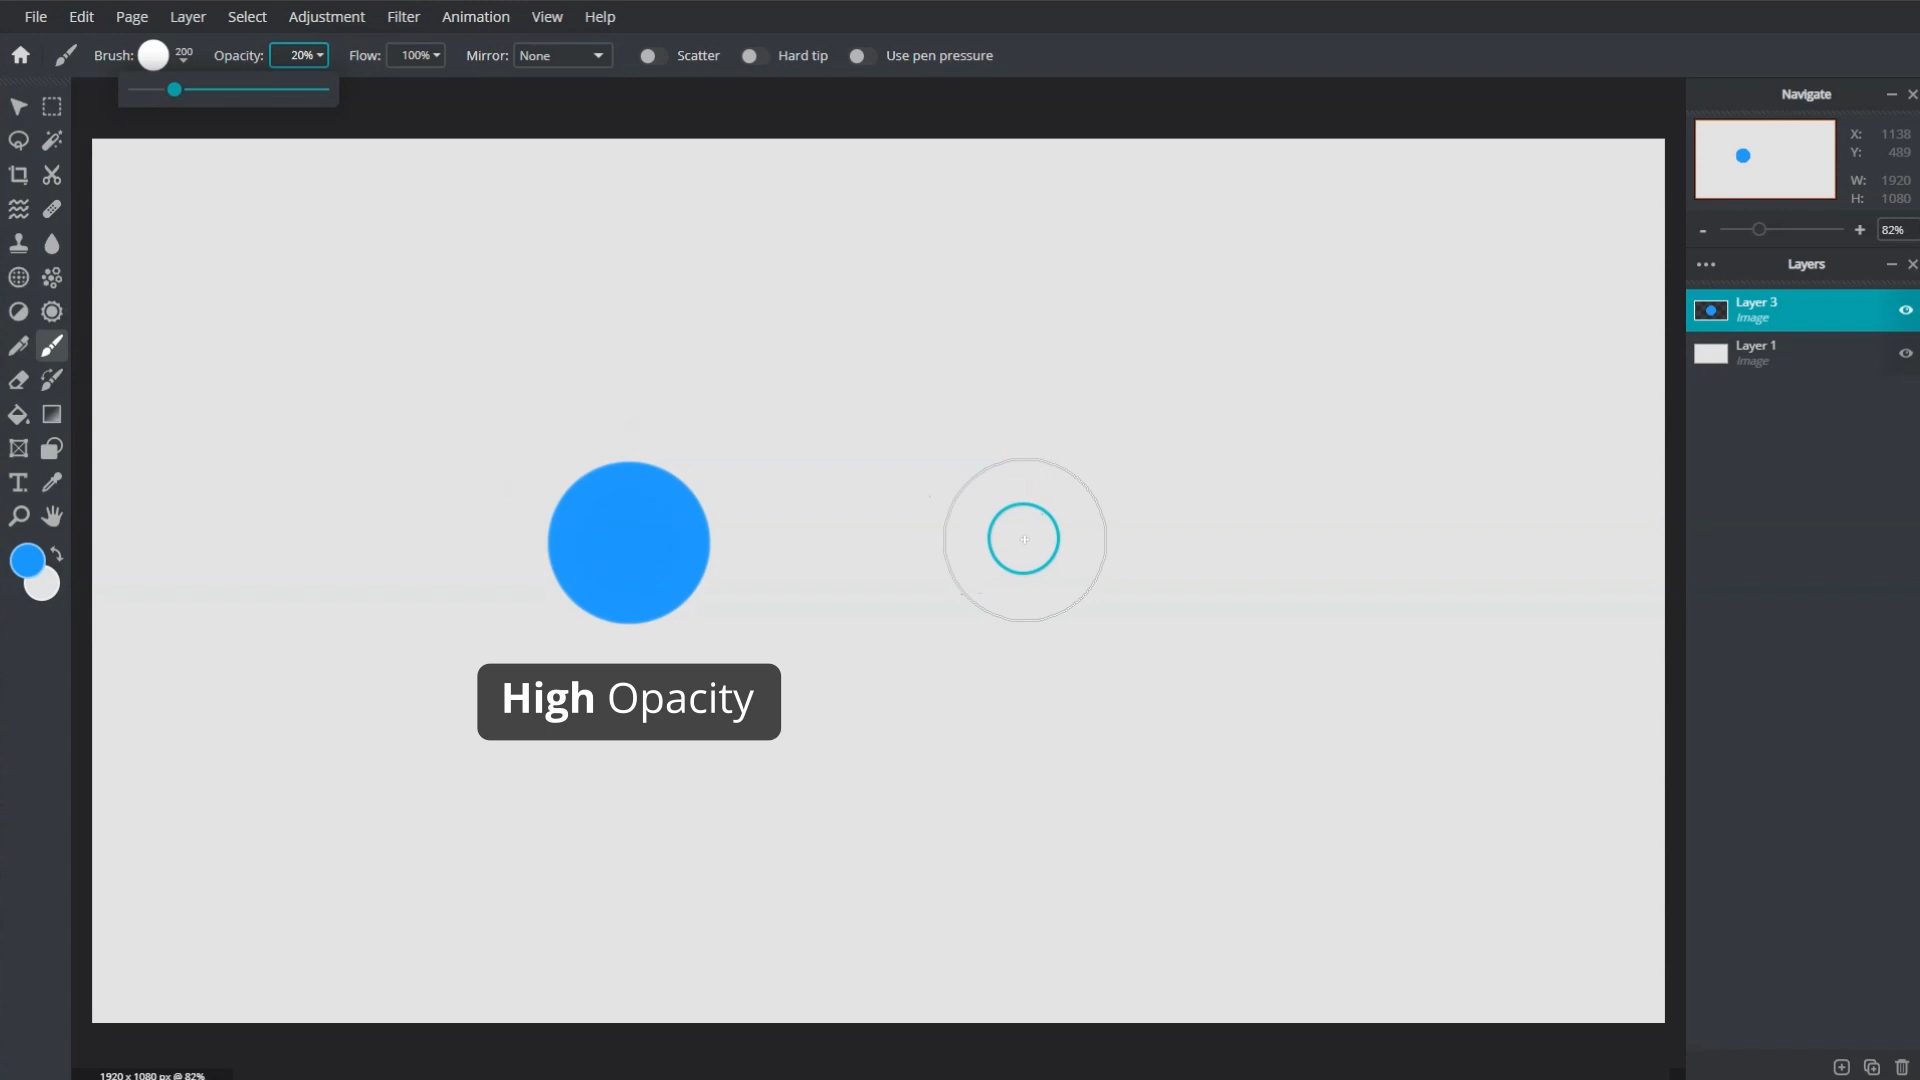 File Edit Page Layer Select Adjustment Filter Animation View Help
Brush: 200 Opacity: 20% Flow: 100% Mirror: None Scatter Hard tip Use pen pressure
Navigate
X: 1138
Y: 489
W: 1920
H: 1080
82%
Layers
Layer 3
Image
Layer 1
Image
High Opacity
1920 x 1080 px @ 82%